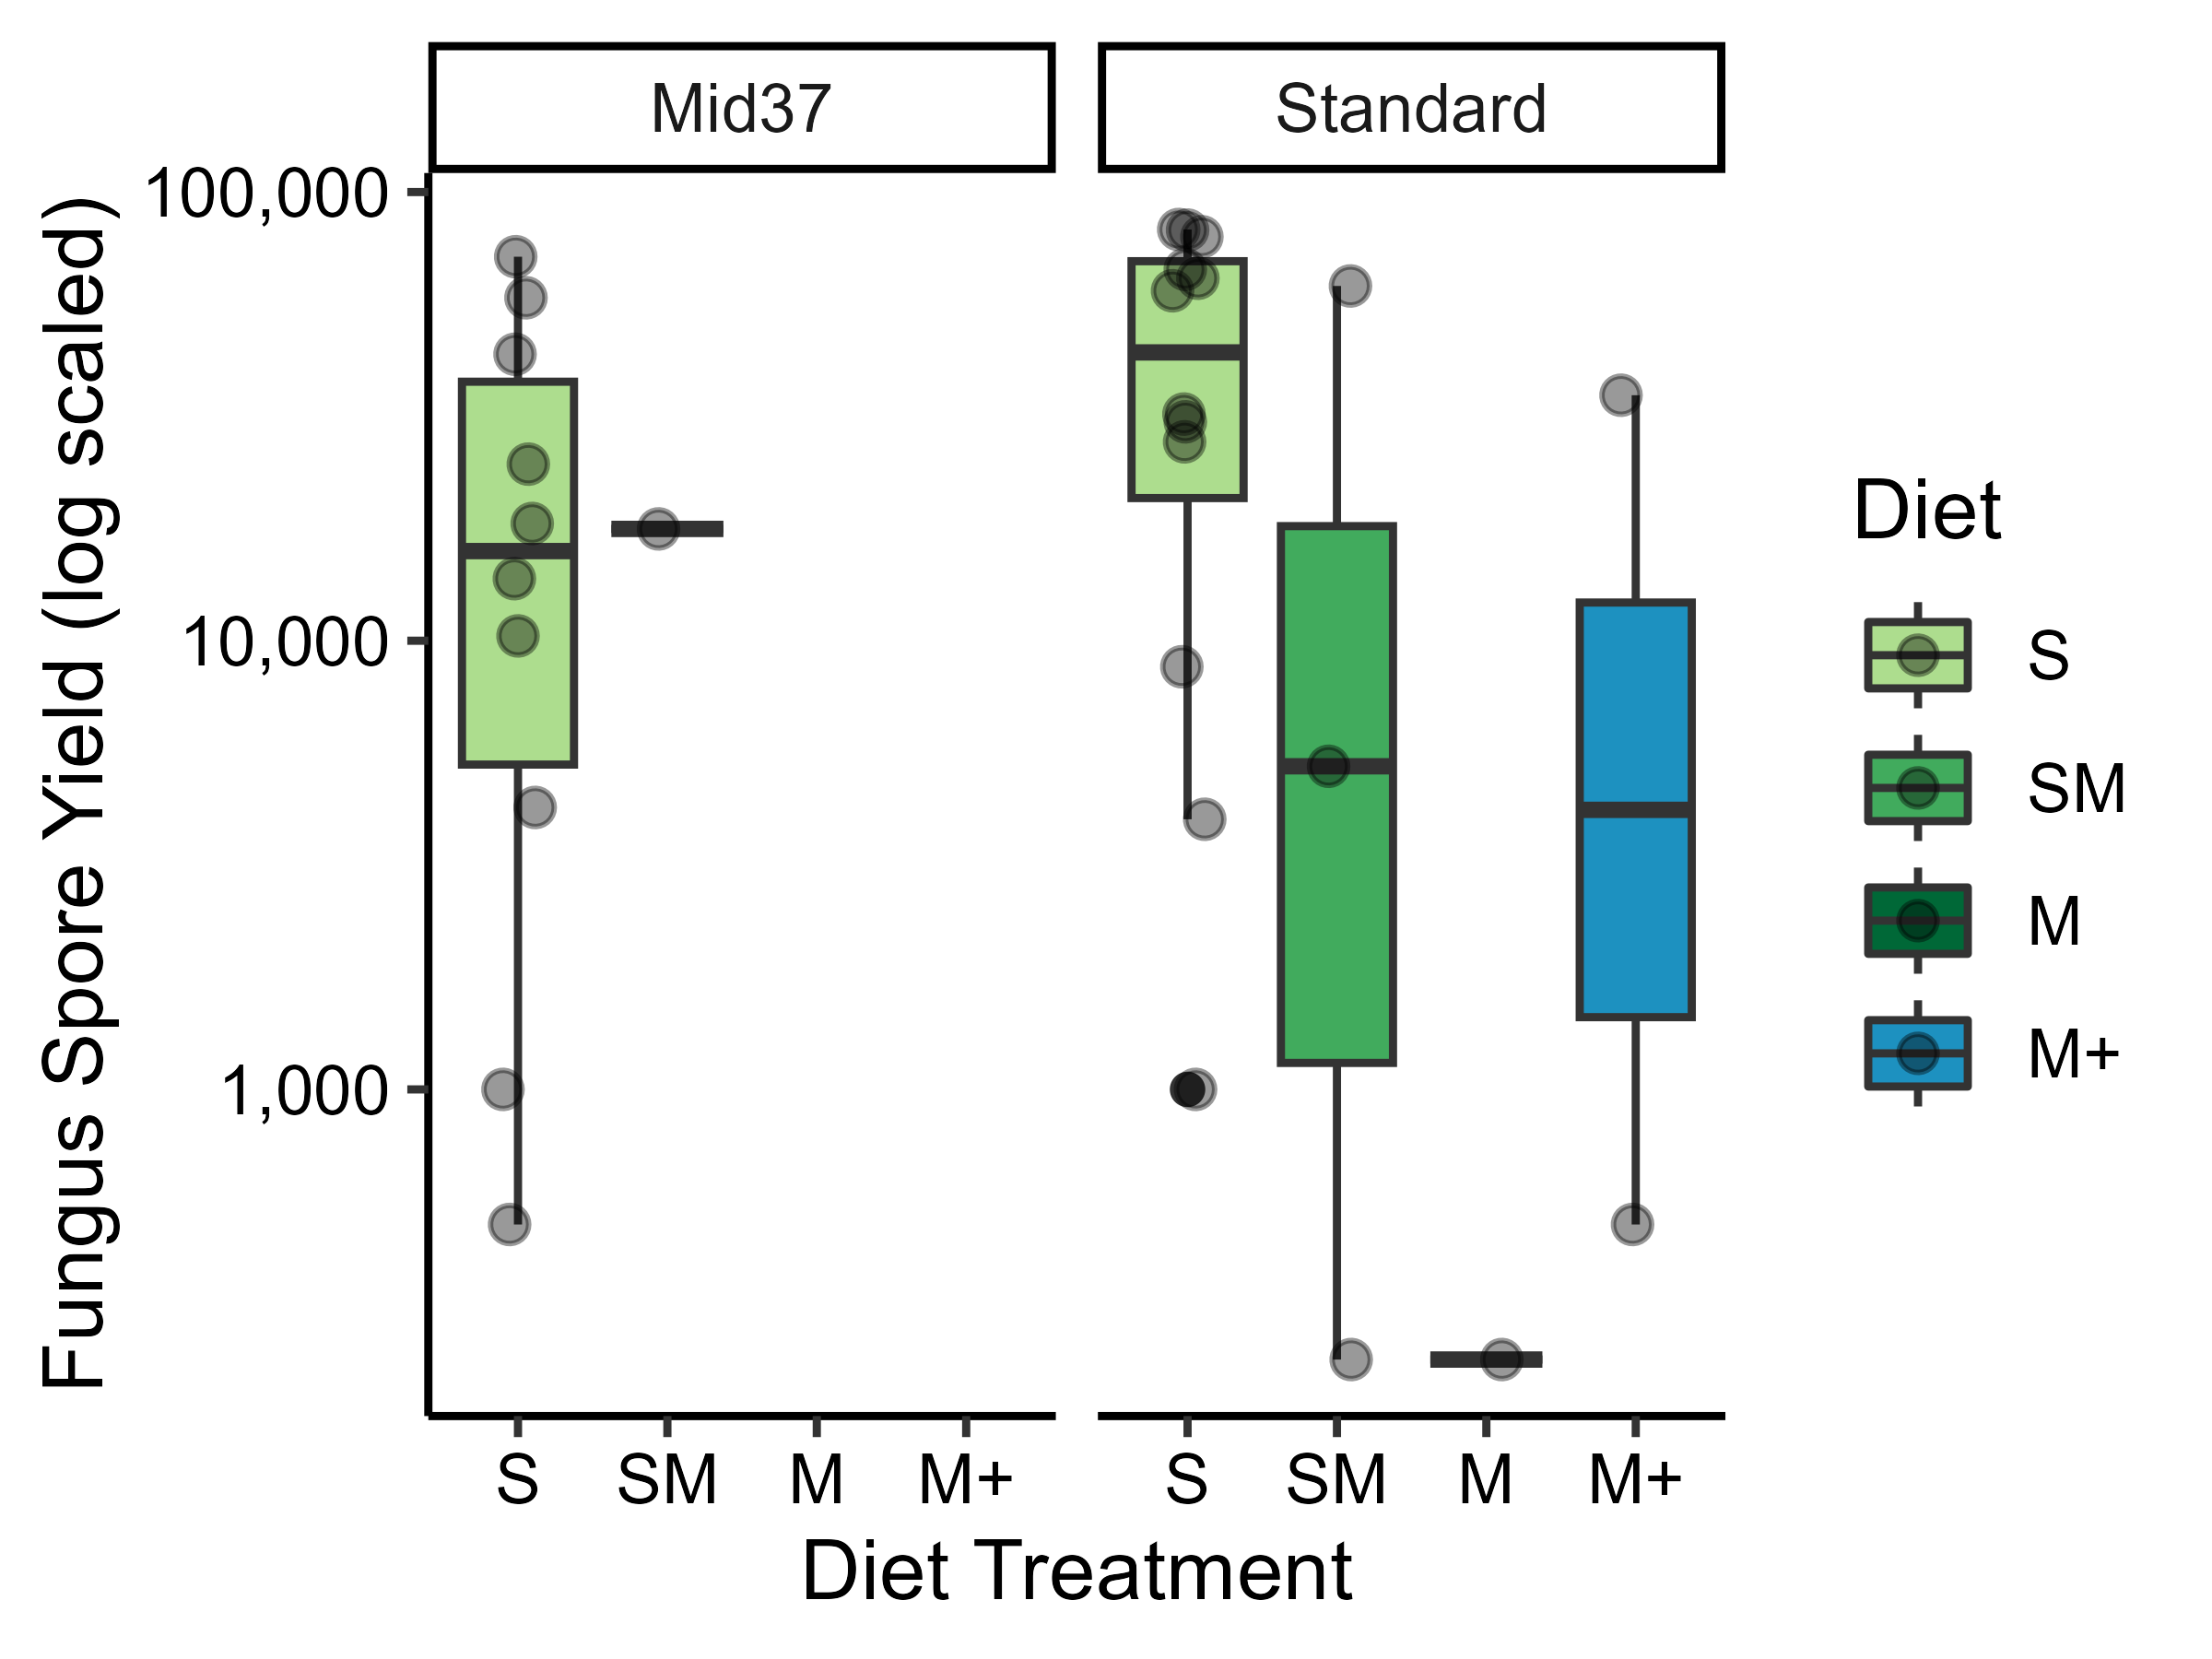 Mid37
Standard
Fungus Spore Yield (log scaled)
100,000
10,000
1,000
S SM M M+
S SM M M+
Diet Treatment
Diet
S
SM
M
M+